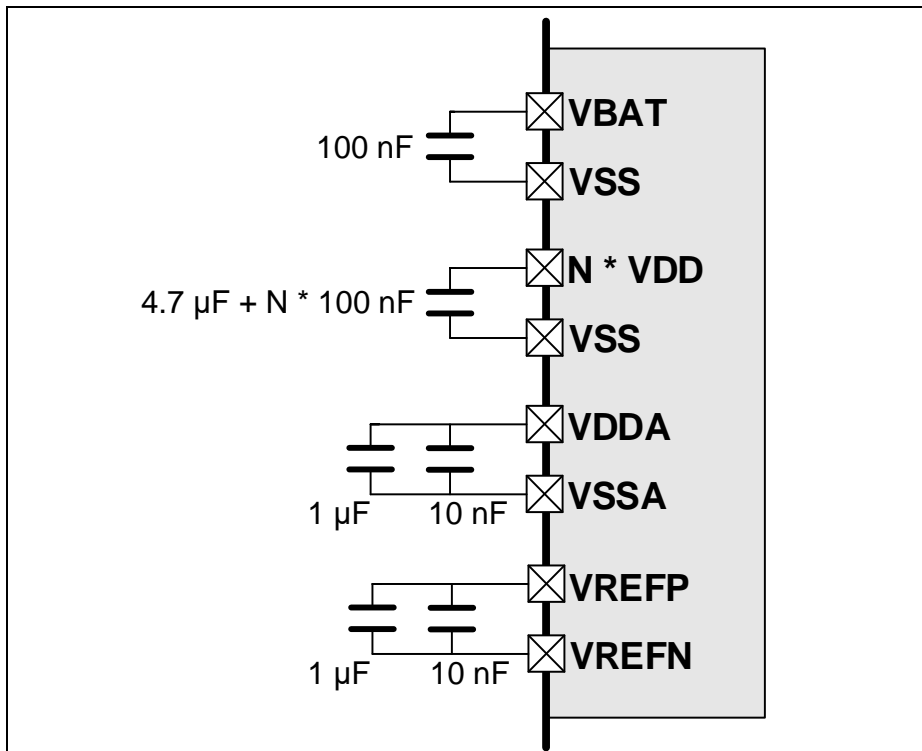 VBAT
100 nF
VSS
N * VDD
4.7 µF + N * 100 nF
VSS
VDDA
VSSA
1 µF 10 nF
VREFP
VREFN
1 µF 10 nF